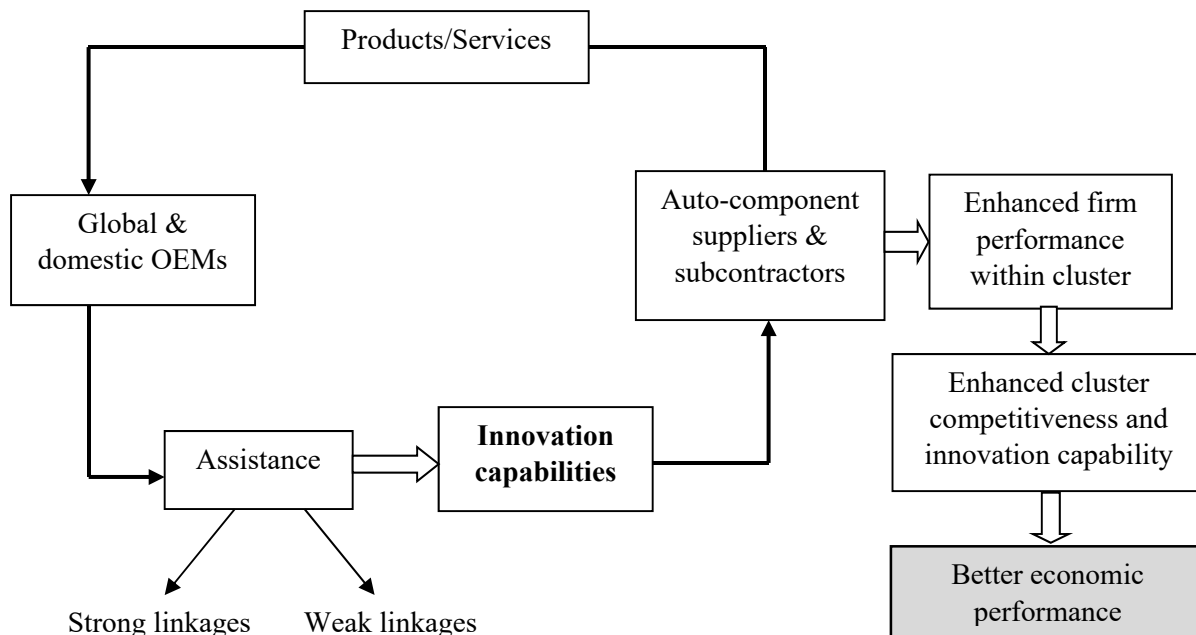 Products/Services
Global &
domestic OEMs
Auto-component
suppliers &
subcontractors
Enhanced firm
performance
within cluster
Assistance
Innovation
capabilities
Enhanced cluster
competitiveness and
innovation capability
Strong linkages
Weak linkages
Better economic
performance